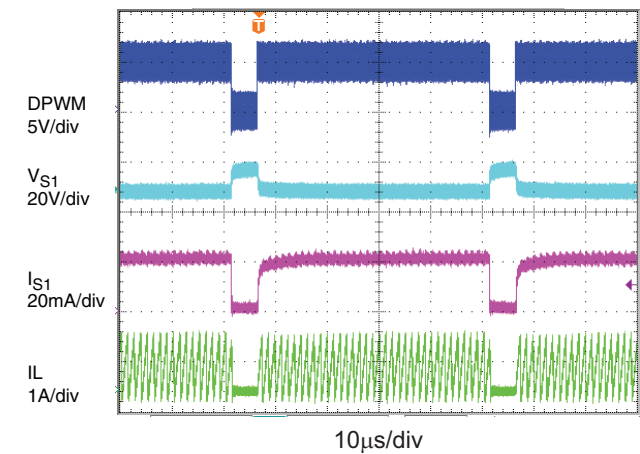 T
DPWM
5V/div
VS1
20V/div
IS1
20mA/div
IL
1A/div
10μs/div